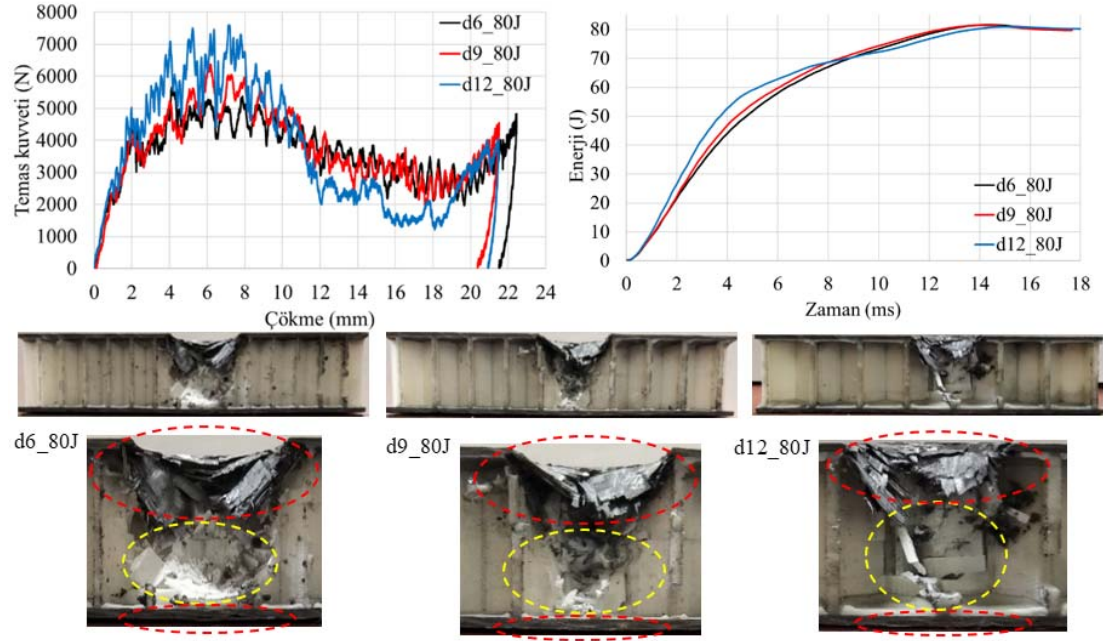 8000
7000
6000
5000
4000
3000
2000
1000
0
Temas kuvveti (N)
d6_80J
d9_80J
d12_80J
0 2 4 6 8 10 12 14 16 18 20 22 24
Çökme (mm)
80
70
60
50
40
30
20
10
0
Enerji (J)
d6_80J
d9_80J
d12_80J
0 2 4 6 8 10 12 14 16 18
Zaman (ms)
d6_80J
d9_80J
d12_80J